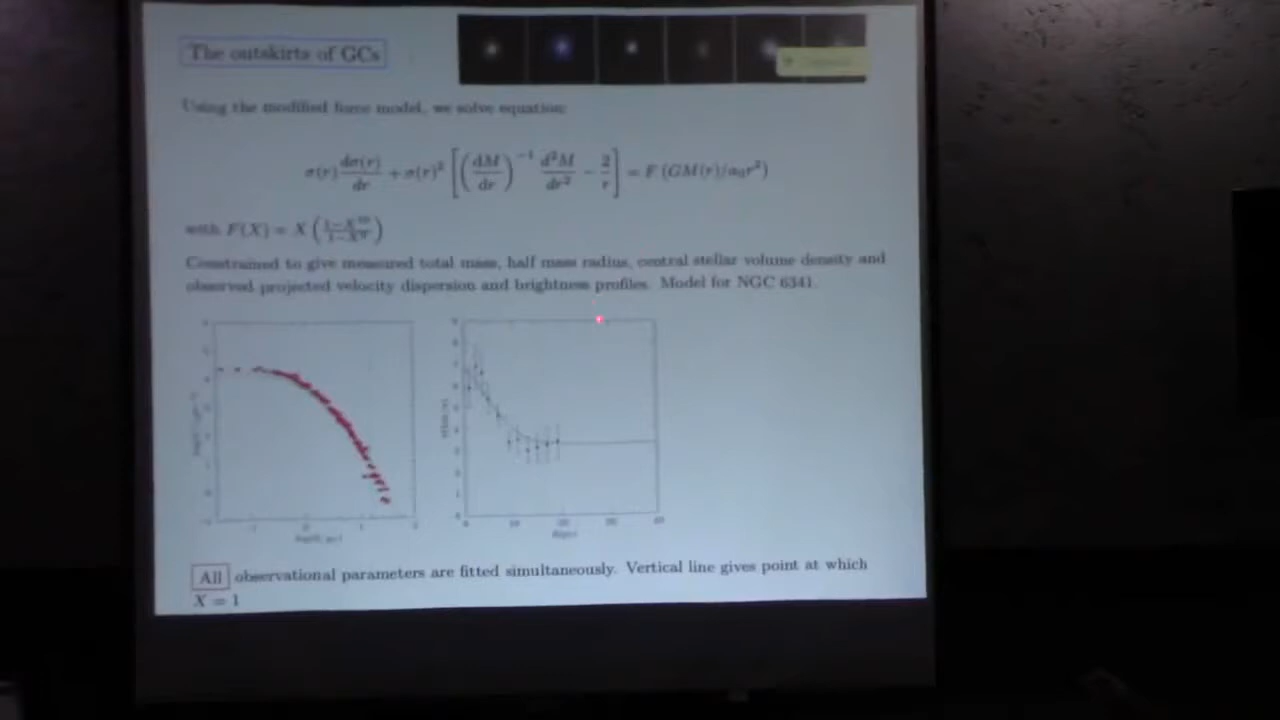 The outskirts of GCs
Using the modified force model, we solve equation:
σ(r) dσ(r)/dr + σ(r)² [(dM/dr)⁻¹ d²M/dr² − 2/r] = F (GM(r)/a₀r²)
with F(X) = X
Constrained to give measured total mass, half mass radius, central stellar volume density and
observed projected velocity dispersion and brightness profiles. Model for NGC 6341.
All observational parameters are fitted simultaneously. Vertical line gives point at which
X = 1